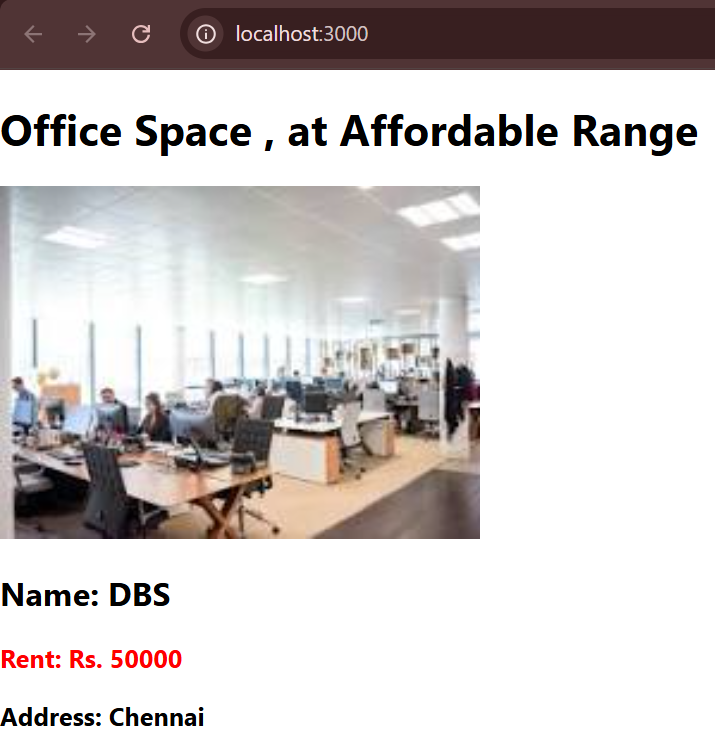 localhost:3000
Office Space , at Affordable Range
Name: DBS
Rent: Rs. 50000
Address: Chennai